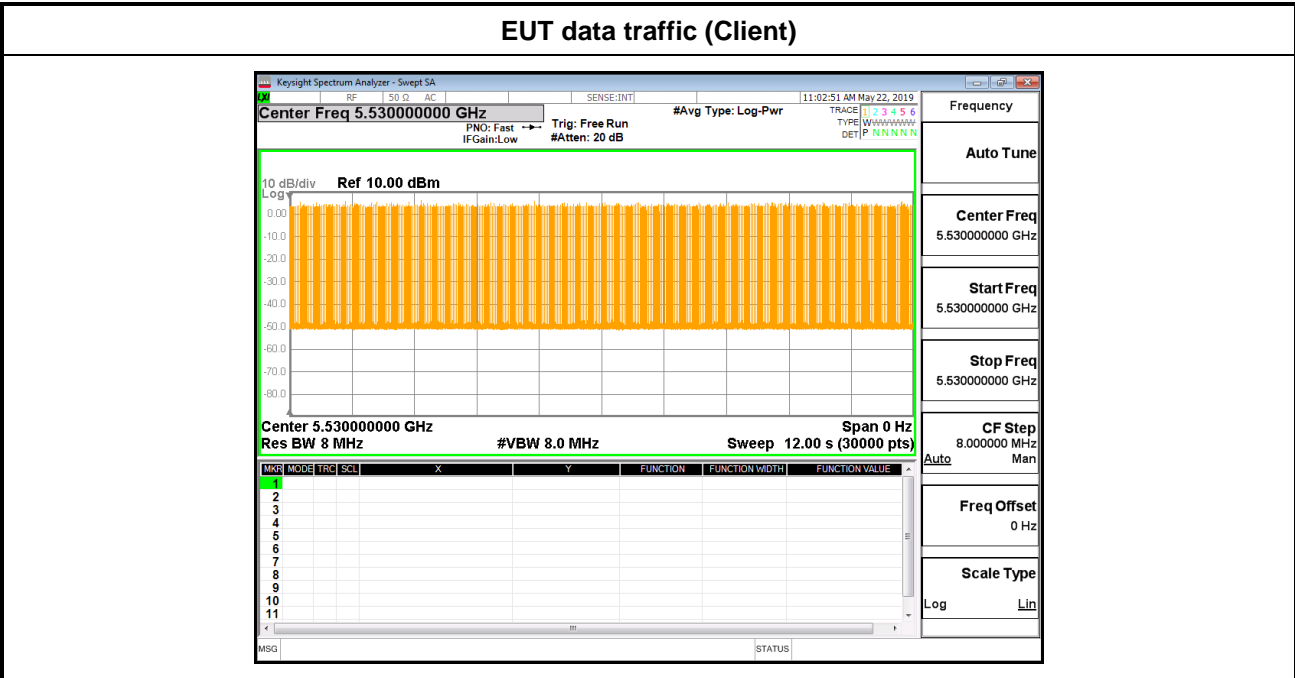 EUT data traffic (Client)
Keysight Spectrum Analyzer - Swept SA
LXI RF 50 Ω AC SENSE:INT 11:02:51 AM May 22, 2019
Center Freq 5.530000000 GHz
PNO: Fast
IFGain:Low
Trig: Free Run
#Atten: 20 dB
#Avg Type: Log-Pwr
TRACE 1 2 3 4 5 6
TYPE WWWWWW
DET P N N N N N
10 dB/div Ref 10.00 dBm
Log
0.00
-10.0
-20.0
-30.0
-40.0
-50.0
-60.0
-70.0
-80.0
Center 5.530000000 GHz Span 0 Hz
Res BW 8 MHz #VBW 8.0 MHz Sweep 12.00 s (30000 pts)
MKR MODE TRC SCL X Y FUNCTION FUNCTION WIDTH FUNCTION VALUE
1
2
3
4
5
6
7
8
9
10
11
MSG STATUS
Frequency
Auto Tune
Center Freq
5.530000000 GHz
Start Freq
5.530000000 GHz
Stop Freq
5.530000000 GHz
CF Step
8.000000 MHz
Auto Man
Freq Offset
0 Hz
Scale Type
Log Lin